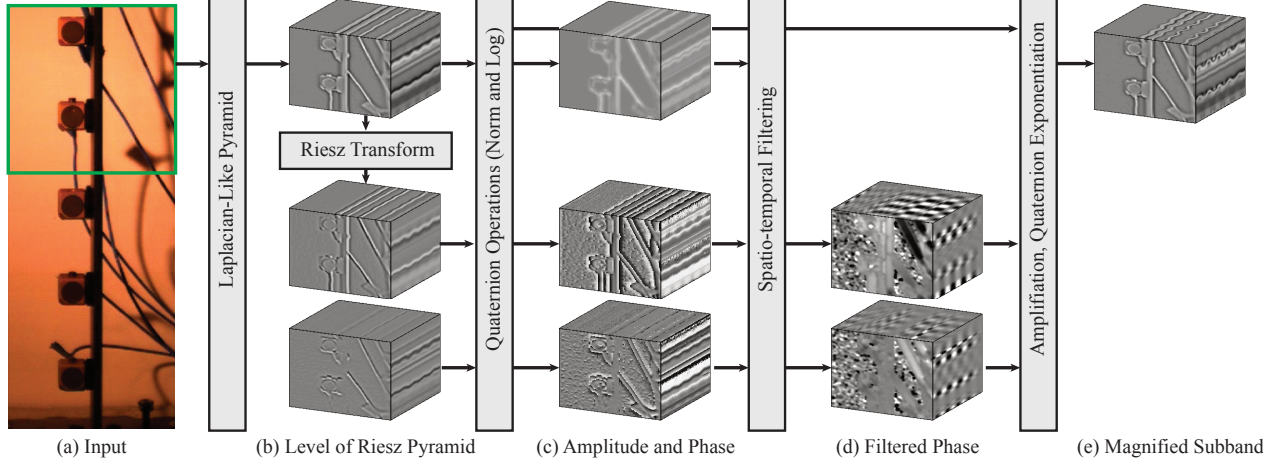 Laplacian-Like Pyramid
Riesz Transform
Quaternion Operations (Norm and Log)
Spatio-temporal Filtering
Amplifiation, Quaternion Exponentiation
(a) Input
(b) Level of Riesz Pyramid
(c) Amplitude and Phase
(d) Filtered Phase
(e) Magnified Subband